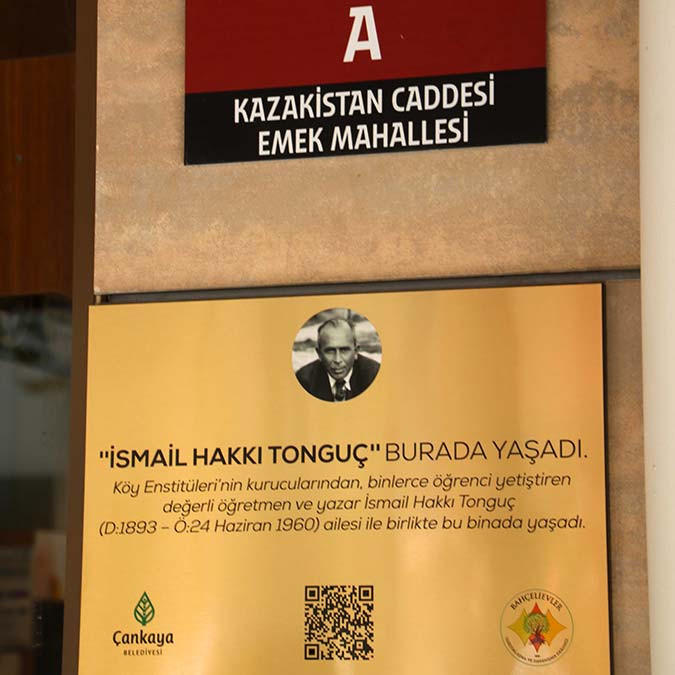 A
KAZAKİSTAN CADDESİ
EMEK MAHALLESİ
"İSMAİL HAKKI TONGUÇ" BURADA YAŞADI.
Köy Enstitüleri'nin kurucularından, binlerce öğrenci yetiştiren
değerli öğretmen ve yazar İsmail Hakkı Tonguç
(D:1893 – Ö:24 Haziran 1960) ailesi ile birlikte bu binada yaşadı.
Çankaya
BELEDİYESİ
BAHÇELİEVLER